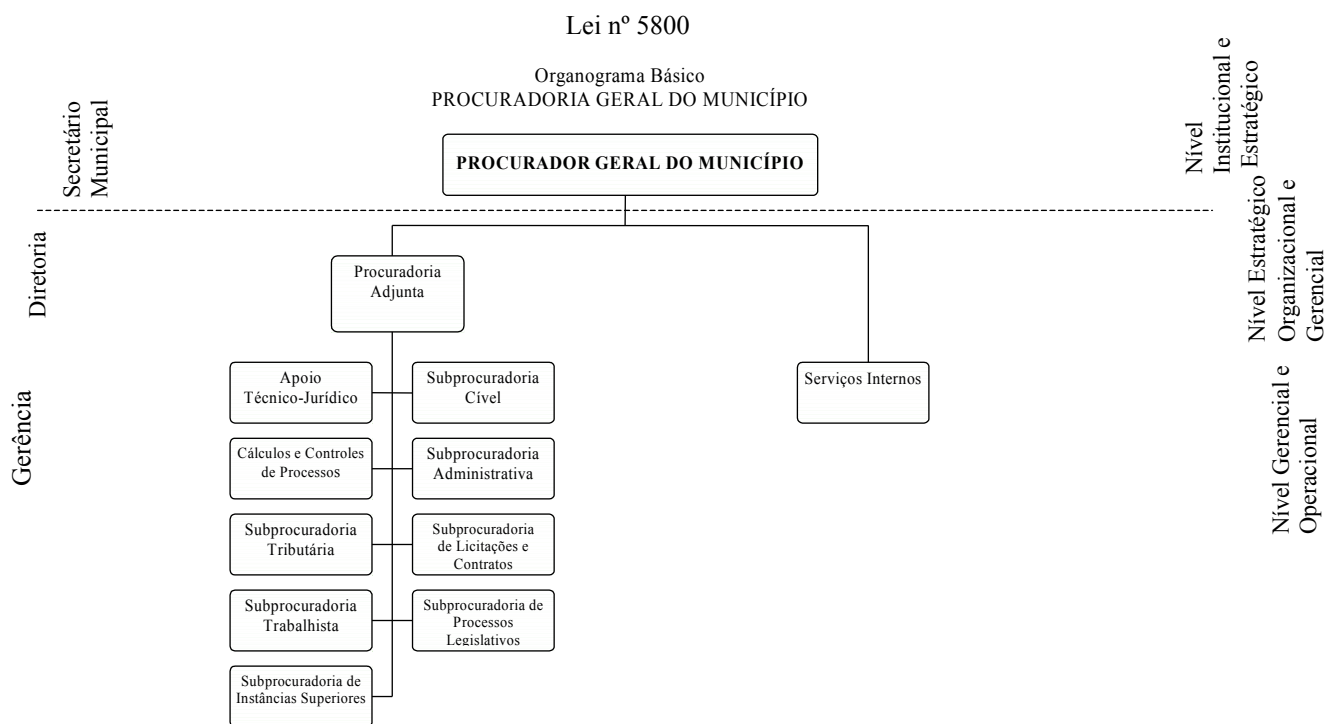 Lei nº 5800
Organograma Básico
PROCURADORIA GERAL DO MUNICÍPIO
Secretário
Municipal
Nível
Institucional e
Estratégico
PROCURADOR GERAL DO MUNICÍPIO
Diretoria
Nível Estratégico
Organizacional e
Gerencial
Procuradoria
Adjunta
Gerência
Nível Gerencial e
Operacional
Apoio
Técnico-Jurídico
Subprocuradoria
Cível
Serviços Internos
Cálculos e Controles
de Processos
Subprocuradoria
Administrativa
Subprocuradoria
Tributária
Subprocuradoria
de Licitações e
Contratos
Subprocuradoria
Trabalhista
Subprocuradoria de
Processos
Legislativos
Subprocuradoria de
Instâncias Superiores